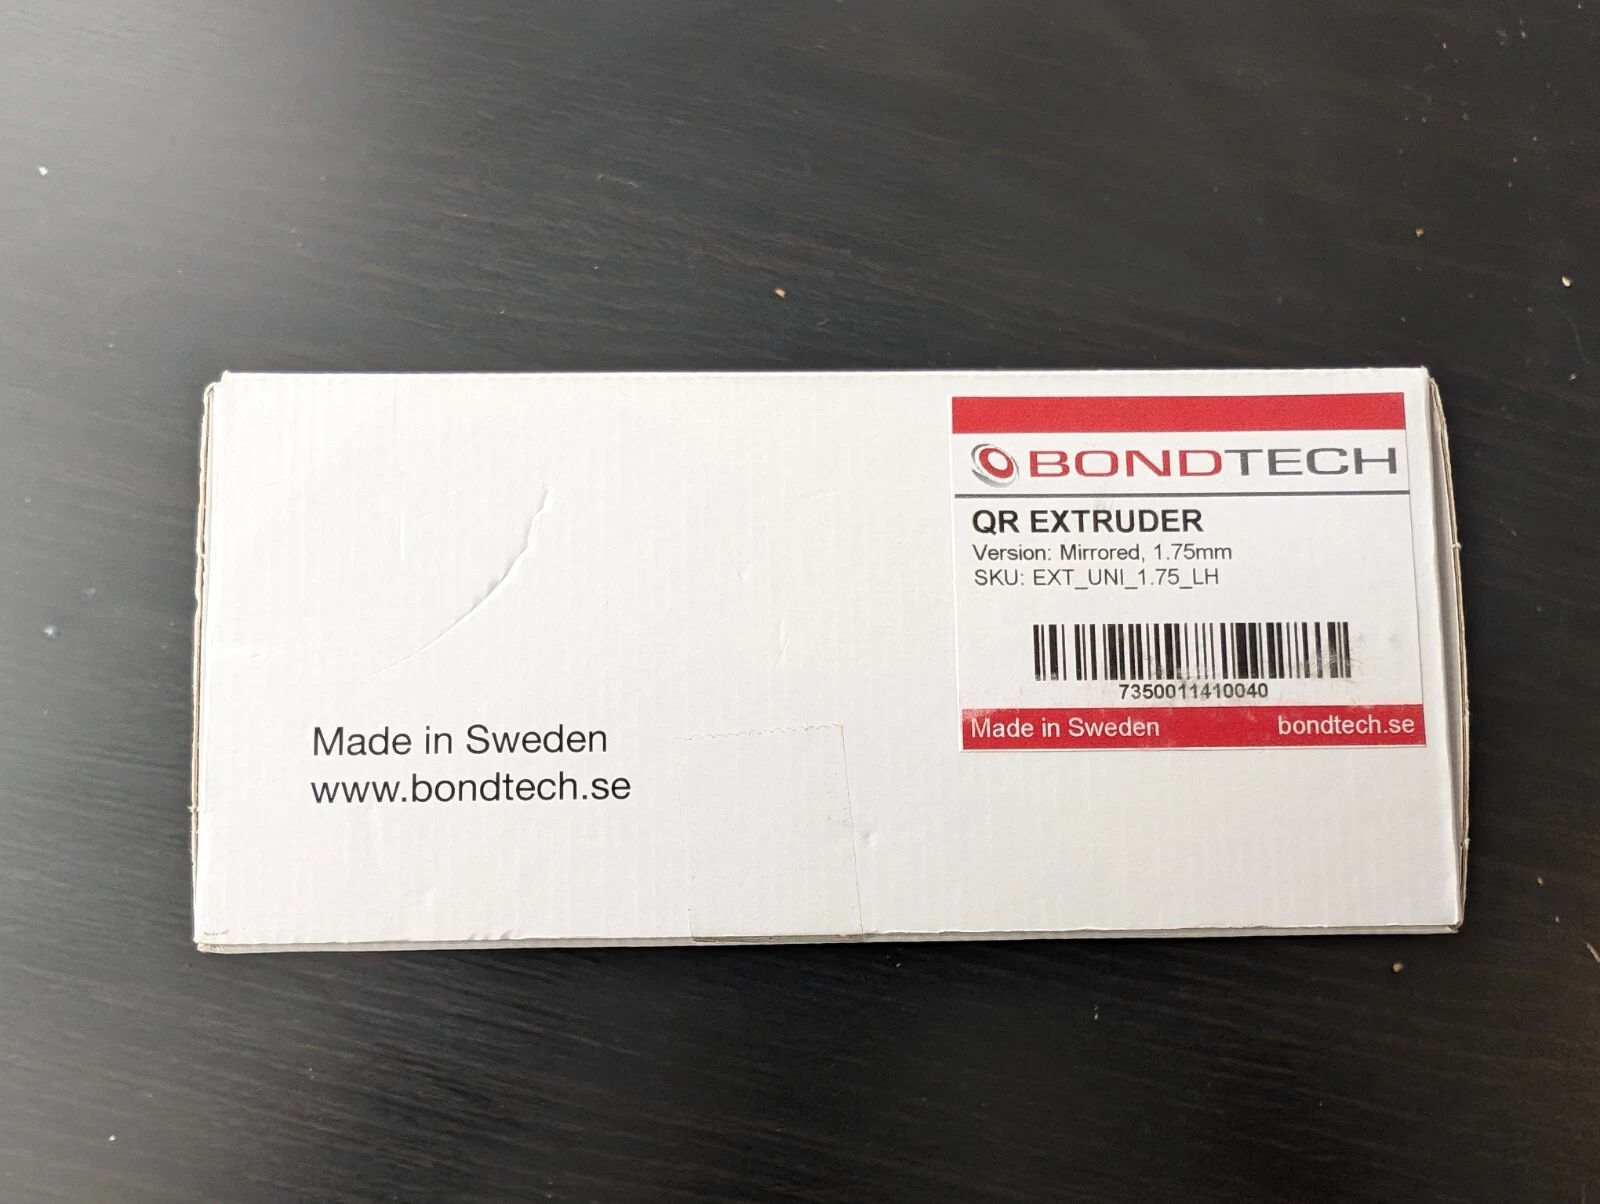 BONDTECH
QR EXTRUDER
Version: Mirrored, 1.75mm
SKU: EXT_UNI_1.75_LH
7350011410040
Made in Sweden bondtech.se
Made in Sweden
www.bondtech.se